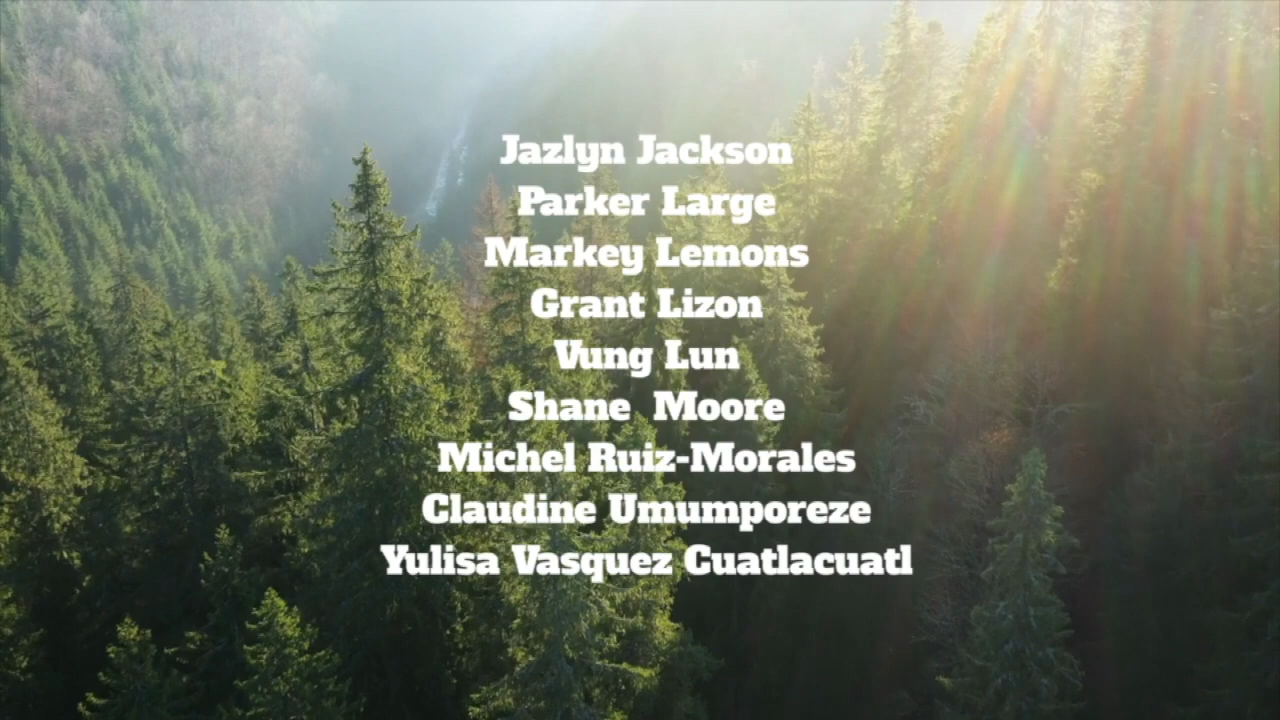 Jazlyn Jackson
Parker Large
Markey Lemons
Grant Lizon
Vung Lun
Shane  Moore
Michel Ruiz-Morales
Claudine Umumporeze
Yulisa Vasquez Cuatlacuatl